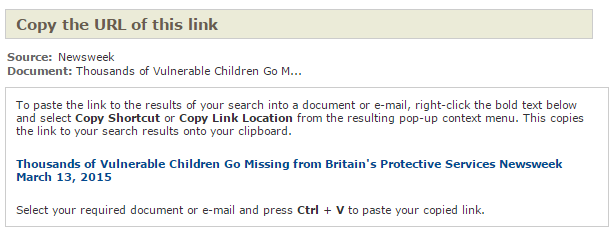 Copy the URL of this link
Source: Newsweek
Document: Thousands of Vulnerable Children Go M...
To paste the link to the results of your search into a document or e-mail, right-click the bold text below
and select Copy Shortcut or Copy Link Location from the resulting pop-up context menu. This copies
the link to your search results onto your clipboard.
Thousands of Vulnerable Children Go Missing from Britain's Protective Services Newsweek
March 13, 2015
Select your required document or e-mail and press Ctrl + V to paste your copied link.